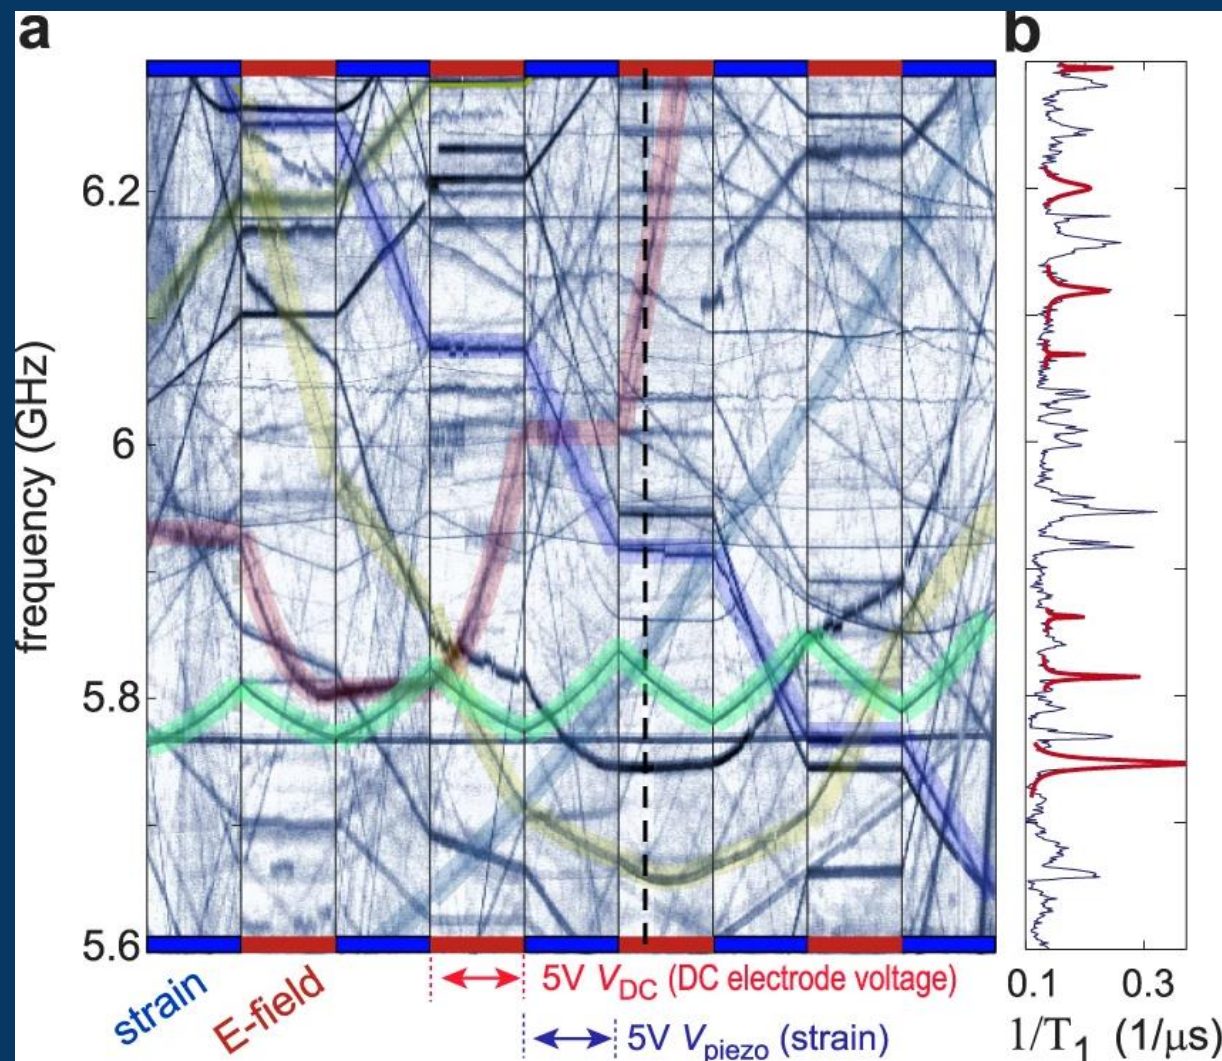 a
b
frequency (GHz)
6.2
6
5.8
5.6
strain
E-field
5V V_DC (DC electrode voltage)
5V V_piezo (strain)
0.1 0.3
1/T₁ (1/μs)